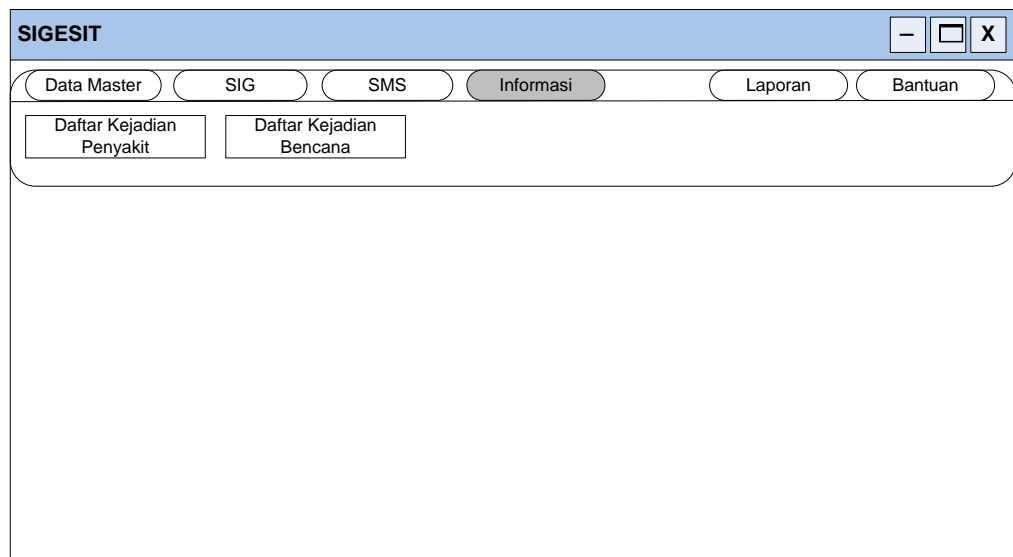 SIGESIT
X
Data Master
SIG
SMS
Informasi
Laporan
Bantuan
Daftar Kejadian
Penyakit
Daftar Kejadian
Bencana